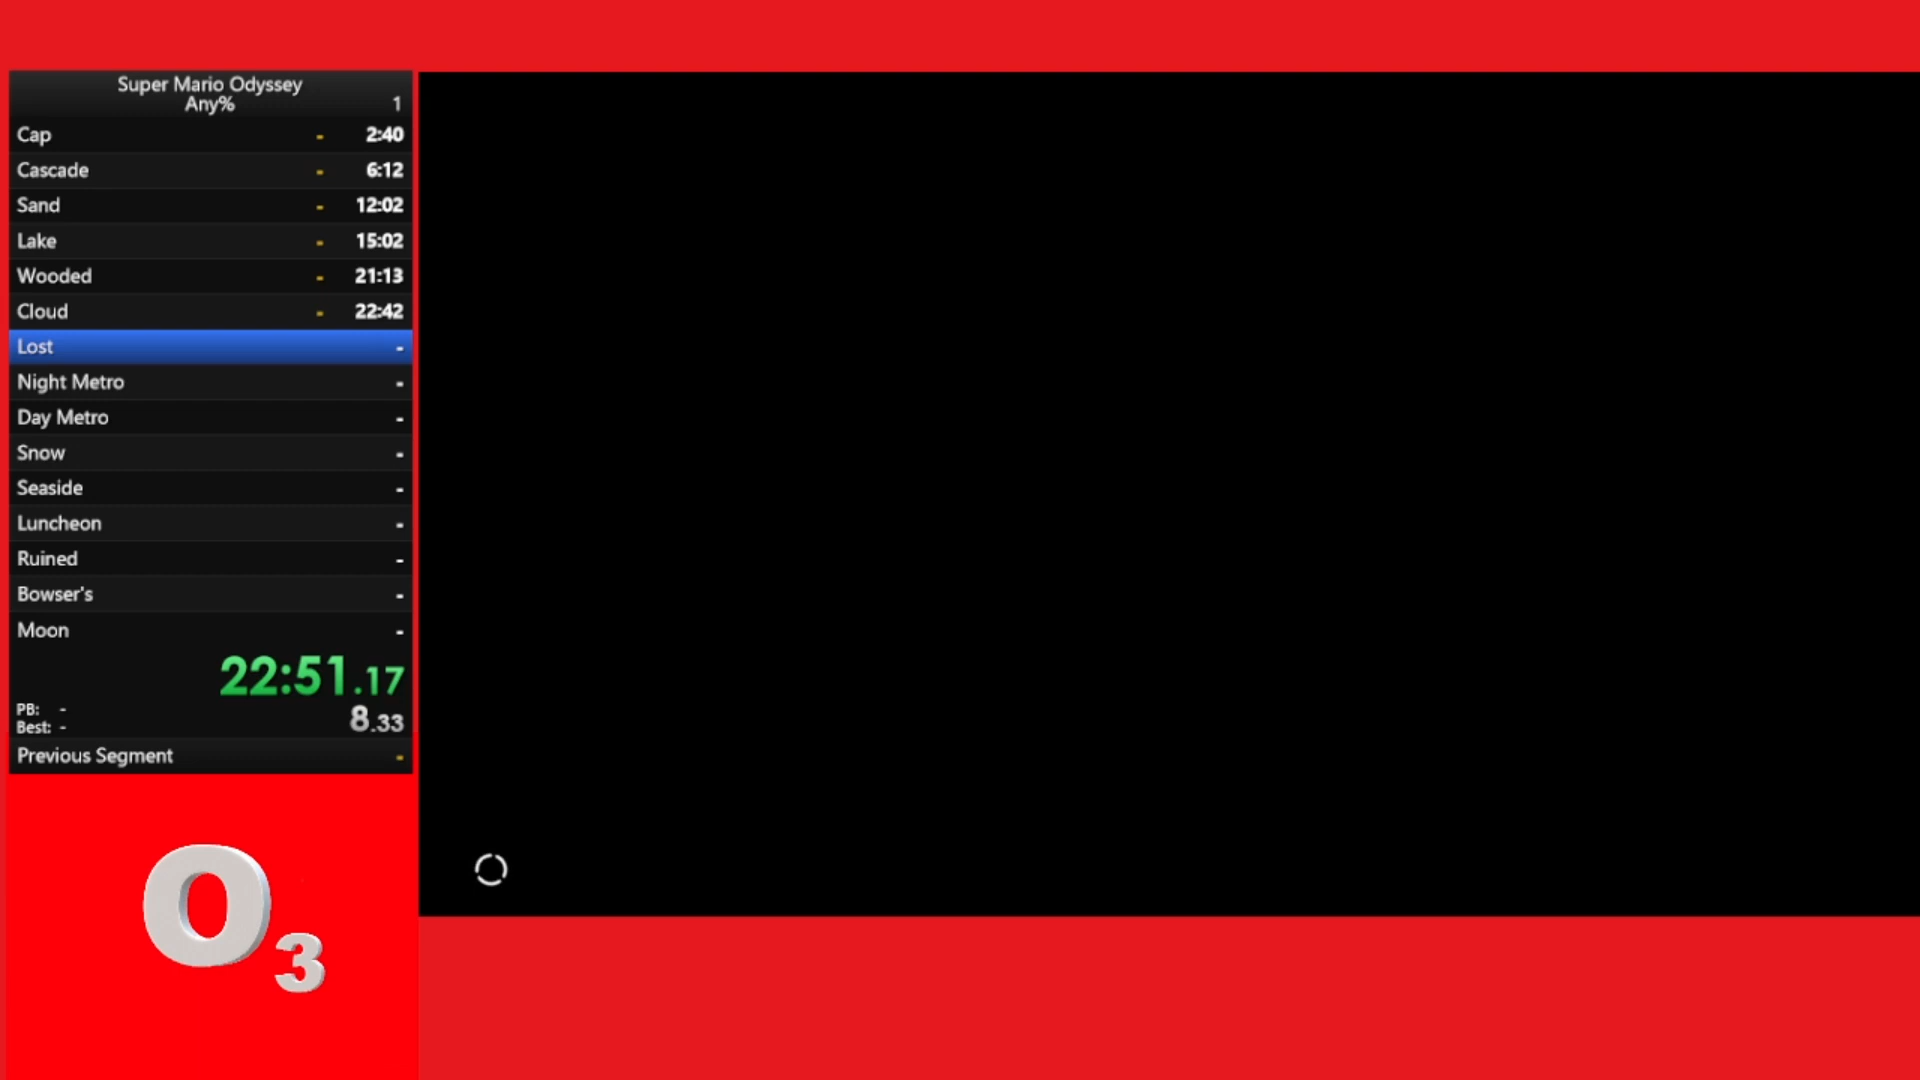 Super Mario Odyssey
Any% 1
Cap - 2:40
Cascade - 6:12
Sand - 12:02
Lake - 15:02
Wooded - 21:13
Cloud - 22:42
Lost -
Night Metro -
Day Metro -
Snow -
Seaside -
Luncheon -
Ruined -
Bowser's -
Moon -
22:51.17
PB: -
Best: - 8.33
Previous Segment -
O3